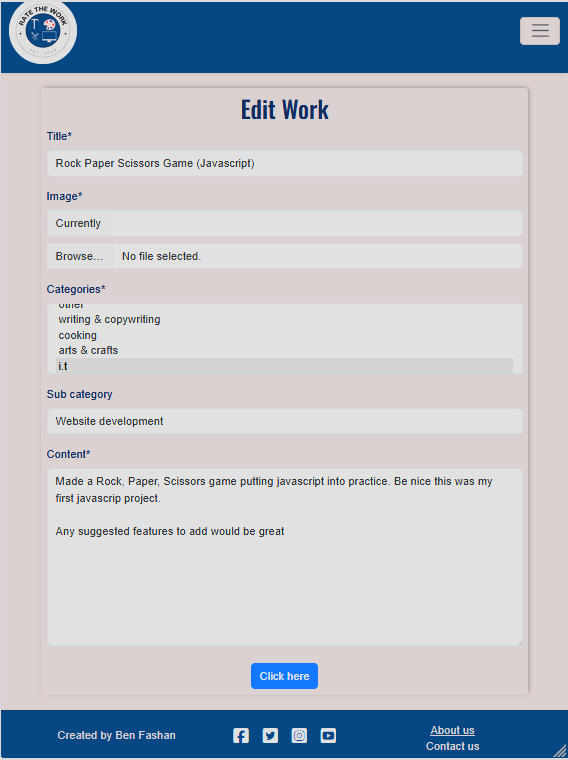 RATE THE WORK
Edit Work
Title*
Rock Paper Scissors Game (Javascript)
Image*
Currently
Browse... No file selected.
Categories*
other
writing & copywriting
cooking
arts & crafts
i.t
Sub category
Website development
Content*
Made a Rock, Paper, Scissors game putting javascript into practice. Be nice this was my
first javascrip project.
Any suggested features to add would be great
Click here
Created by Ben Fashan
About us
Contact us